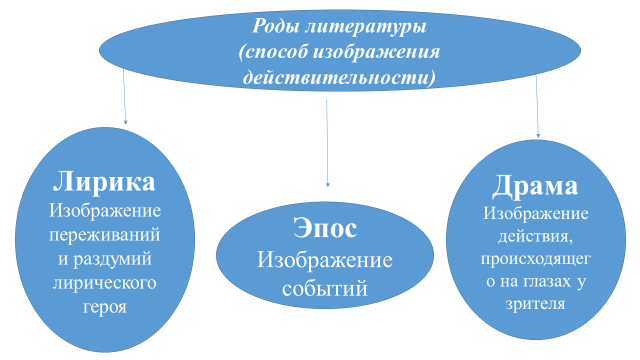 Роды литературы
(способ изображения
действительности)
Лирика
Изображение
переживаний
и раздумий
лирического
героя
Эпос
Изображение
событий
Драма
Изображение
действия,
происходящег
о на глазах у
зрителя